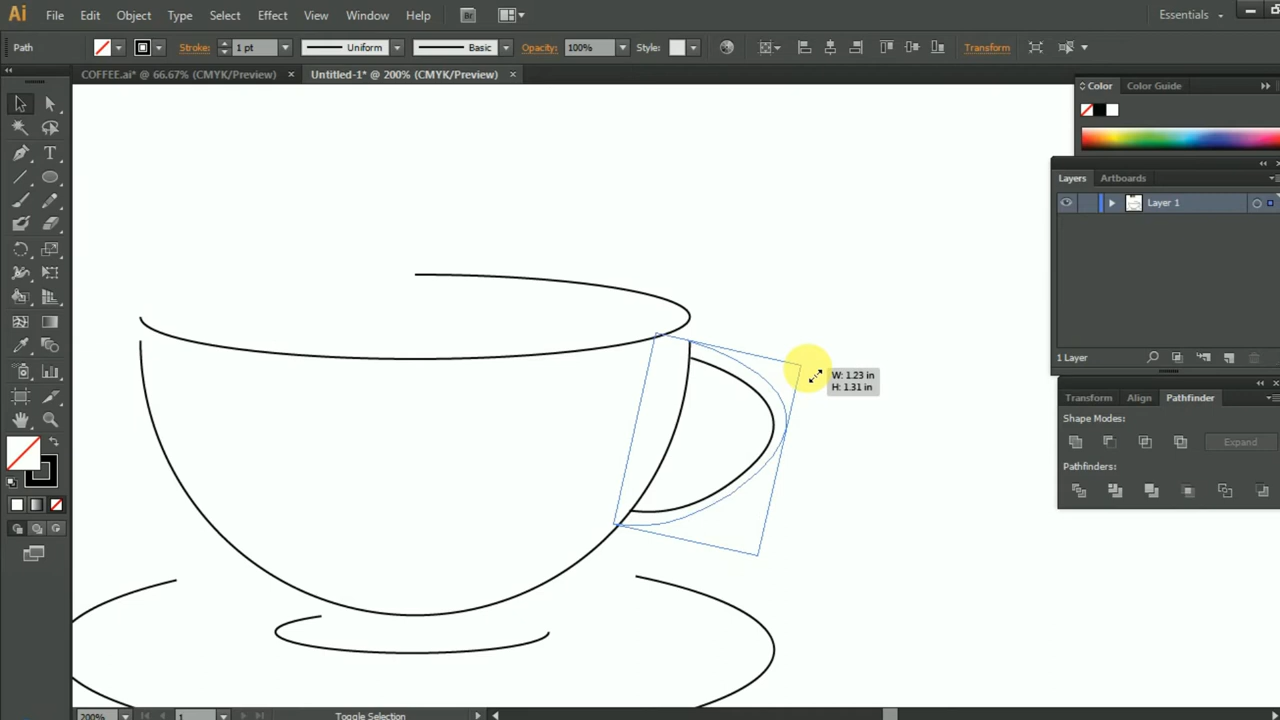 Ai File Edit Object Type Select Effect View Window Help Br Essentials
Path Stroke: 1 pt Uniform Basic Opacity: 100% Style: Transform
COFFEE.ai* @ 66.67% (CMYK/Preview) × Untitled-1* @ 200% (CMYK/Preview) ×
Color Color Guide
Layers Artboards
Layer 1
1 Layer
Transform Align Pathfinder
Shape Modes:
Expand
Pathfinders:
W: 1.23 in
H: 1.31 in
T
200% 1 Toggle Selection